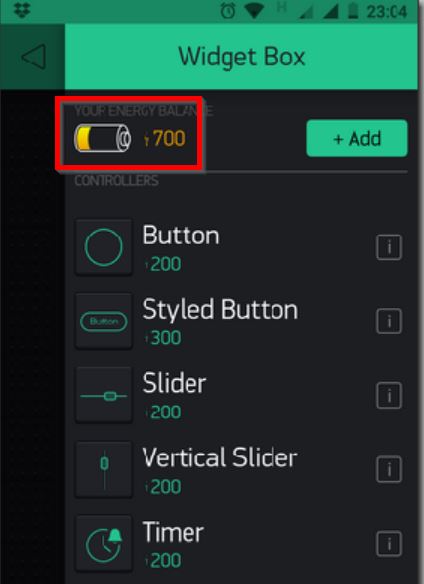 H 23:04
Widget Box
YOUR ENERGY BALANCE
700
+ Add
CONTROLLERS
Button
200
i
Styled Button
Button
300
i
Slider
200
i
Vertical Slider
200
i
Timer
200
i